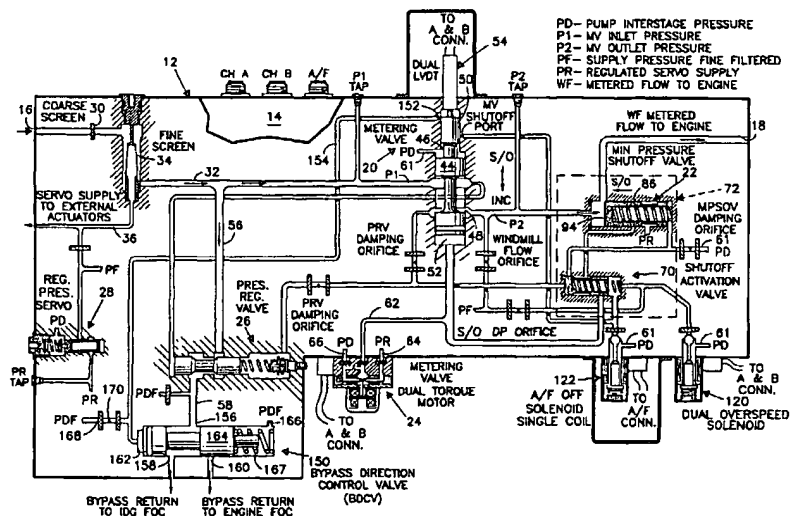 TO
A & B
CONN.
PD- PUMP INTERSTAGE PRESSURE
P1- MV INLET PRESSURE
P2- MV OUTLET PRESSURE
PF- SUPPLY PRESSURE FINE FILTERED
PR- REGULATED SERVO SUPPLY
WF- METERED FLOW TO ENGINE
54
DUAL
LVDT
50
12
CH A
CH B
A/F
P1
TAP
P2
TAP
16
COARSE
SCREEN
30
14
152
MV
SHUTOFF
PORT
WF METERED
FLOW TO ENGINE
18
FINE
SCREEN
34
METERING
VALVE
46
154
20
PD
61
44
S/O
INC
MIN PRESSURE
SHUTOFF VALVE
32
P1
S/O
86
22
72
SERVO SUPPLY
TO EXTERNAL
ACTUATORS
36
56
P2
94
MPSOV
DAMPING
ORIFICE
PR
PRV
DAMPING
ORIFICE
48
WINDMILL
FLOW
ORIFICE
61
PD
PF
52
70
SHUTOFF
ACTIVATION
VALVE
REG.
PRES.
SERVO
PD
28
PRES.
REG.
VALVE
26
PRV
DAMPING
ORIFICE
62
PF
S/O
DP ORIFICE
61
PD
61
PD
66
PD
PR
64
PR
TAP
PR
METERING
VALVE
DUAL TORQUE
MOTOR
24
122
TO
A & B
CONN.
PDF
58
156
PDF
170
PDF
168
164
166
TO
A & B
CONN.
A/F OFF
SOLENOID
SINGLE COIL
TO
A/F
CONN.
120
DUAL OVERSPEED
SOLENOID
162
158
160
167
150
BYPASS DIRECTION
CONTROL VALVE
(BDCV)
BYPASS RETURN
TO IDG FOC
BYPASS RETURN
TO ENGINE FOC